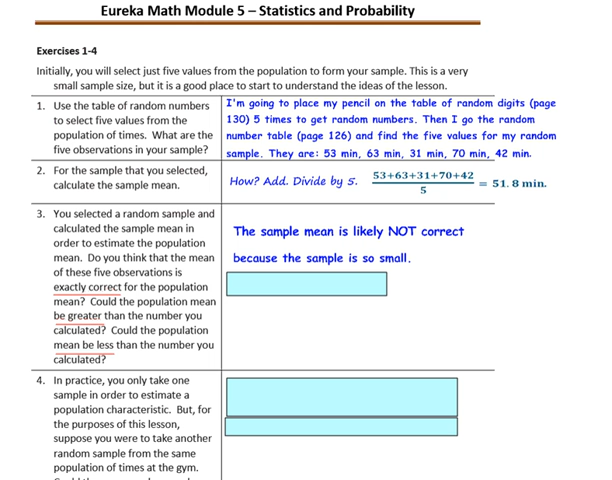 Eureka Math Module 5 – Statistics and Probability
Exercises 1-4
Initially, you will select just five values from the population to form your sample. This is a very
small sample size, but it is a good place to start to understand the ideas of the lesson.
1. Use the table of random numbers
to select five values from the
population of times. What are the
five observations in your sample?
I'm going to place my pencil on the table of random digits (page
130) 5 times to get random numbers. Then I go the random
number table (page 126) and find the five values for my random
sample. They are: 53 min, 63 min, 31 min, 70 min, 42 min.
2. For the sample that you selected,
calculate the sample mean.
How? Add. Divide by 5. 53+63+31+70+42
5
= 51.8 min.
3. You selected a random sample and
calculated the sample mean in
order to estimate the population
mean. Do you think that the mean
of these five observations is
exactly correct for the population
mean? Could the population mean
be greater than the number you
calculated? Could the population
mean be less than the number you
calculated?
The sample mean is likely NOT correct
because the sample is so small.
4. In practice, you only take one
sample in order to estimate a
population characteristic. But, for
the purposes of this lesson,
suppose you were to take another
random sample from the same
population of times at the gym.